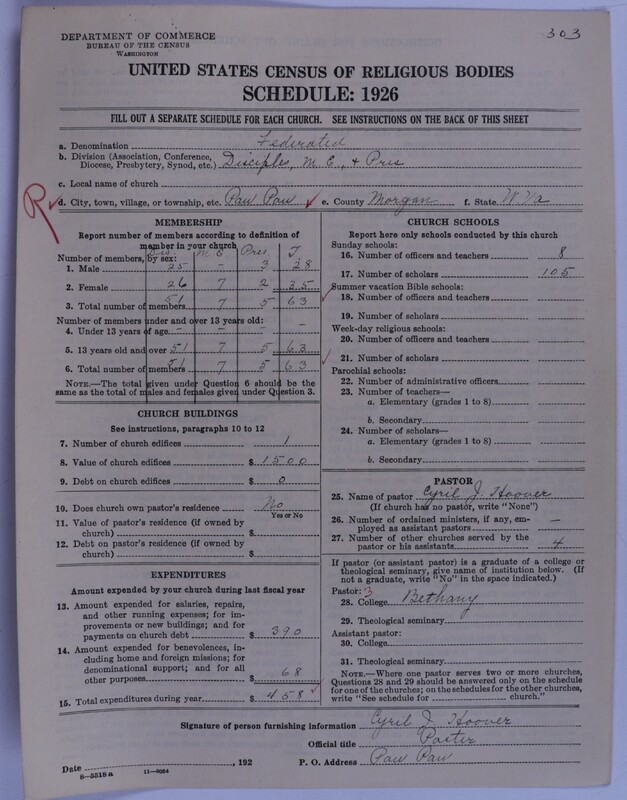 303
DEPARTMENT OF COMMERCE
BUREAU OF THE CENSUS
WASHINGTON
UNITED STATES CENSUS OF RELIGIOUS BODIES
SCHEDULE: 1926
FILL OUT A SEPARATE SCHEDULE FOR EACH CHURCH. SEE INSTRUCTIONS ON THE BACK OF THIS SHEET
a. Denomination Federated
b. Division (Association, Conference, Diocese, Presbytery, Synod, etc.) Disciples, M. E., + Pris
c. Local name of church
R d. City, town, village, or township, etc. Paw Paw e. County Morgan f. State W. Va
MEMBERSHIP
Report number of members according to definition of member in your church
Dis. M E Pres. T
Number of members, by sex:
1. Male 25 - 3 28
2. Female 26 7 2 35
3. Total number of members 51 7 5 63
Number of members under and over 13 years old:
4. Under 13 years of age - - - -
5. 13 years old and over 51 7 5 63
6. Total number of members 51 7 5 63
NOTE.—The total given under Question 6 should be the same as the total of males and females given under Question 3.
CHURCH BUILDINGS
See instructions, paragraphs 10 to 12
7. Number of church edifices 1
8. Value of church edifices $ 1500
9. Debt on church edifices $ 0
10. Does church own pastor's residence No
Yes or No
11. Value of pastor's residence (if owned by church) $
12. Debt on pastor's residence (if owned by church) $
EXPENDITURES
Amount expended by your church during last fiscal year
13. Amount expended for salaries, repairs, and other running expenses; for improvements or new buildings; and for payments on church debt $ 390
14. Amount expended for benevolences, including home and foreign missions; for denominational support; and for all other purposes $ 68
15. Total expenditures during year $ 458
CHURCH SCHOOLS
Report here only schools conducted by this church
Sunday schools:
16. Number of officers and teachers 8
17. Number of scholars 105
Summer vacation Bible schools:
18. Number of officers and teachers
19. Number of scholars
Week-day religious schools:
20. Number of officers and teachers
21. Number of scholars
Parochial schools:
22. Number of administrative officers
23. Number of teachers—
a. Elementary (grades 1 to 8)
b. Secondary
24. Number of scholars—
a. Elementary (grades 1 to 8)
b. Secondary
PASTOR
25. Name of pastor Cyril J. Hoover
(If church has no pastor, write "None")
26. Number of ordained ministers, if any, employed as assistant pastors —
27. Number of other churches served by the pastor or his assistants 4
If pastor (or assistant pastor) is a graduate of a college or theological seminary, give name of institution below. (If not a graduate, write "No" in the space indicated.)
Pastor: 3
28. College Bethany
29. Theological seminary
Assistant pastor:
30. College
31. Theological seminary
NOTE.—Where one pastor serves two or more churches, Questions 28 and 29 should be answered only on the schedule for one of the churches; on the schedules for the other churches, write "See schedule for church."
Signature of person furnishing information Cyril J. Hoover
Official title Pastor
Date , 192 P. O. Address Paw Paw
8—5518 a 11—9064